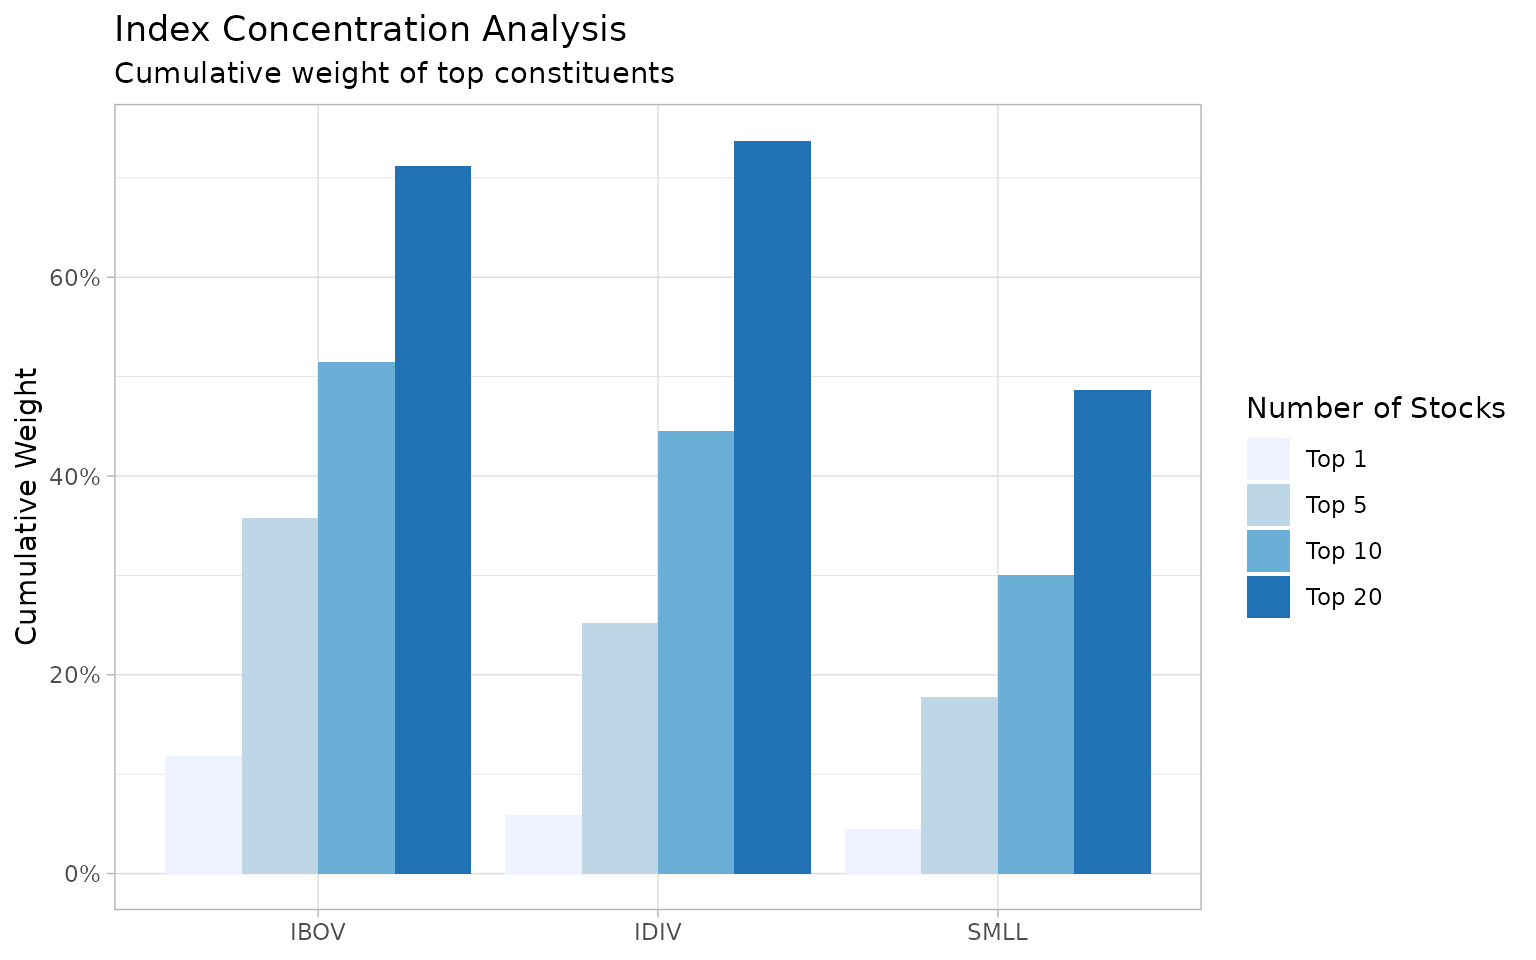 Index Concentration Analysis
Cumulative weight of top constituents
Cumulative Weight
60%
40%
20%
0%
IBOV
IDIV
SMLL
Number of Stocks
Top 1
Top 5
Top 10
Top 20